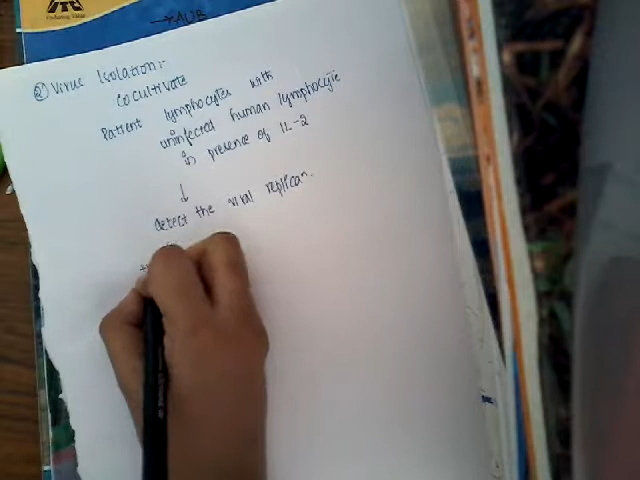 →AUB
② Virus Isolation:-
Cocultivate
Patient lymphocytes with
uninfected human lymphocyte
in presence of IL-2
↓
detect the viral replican.